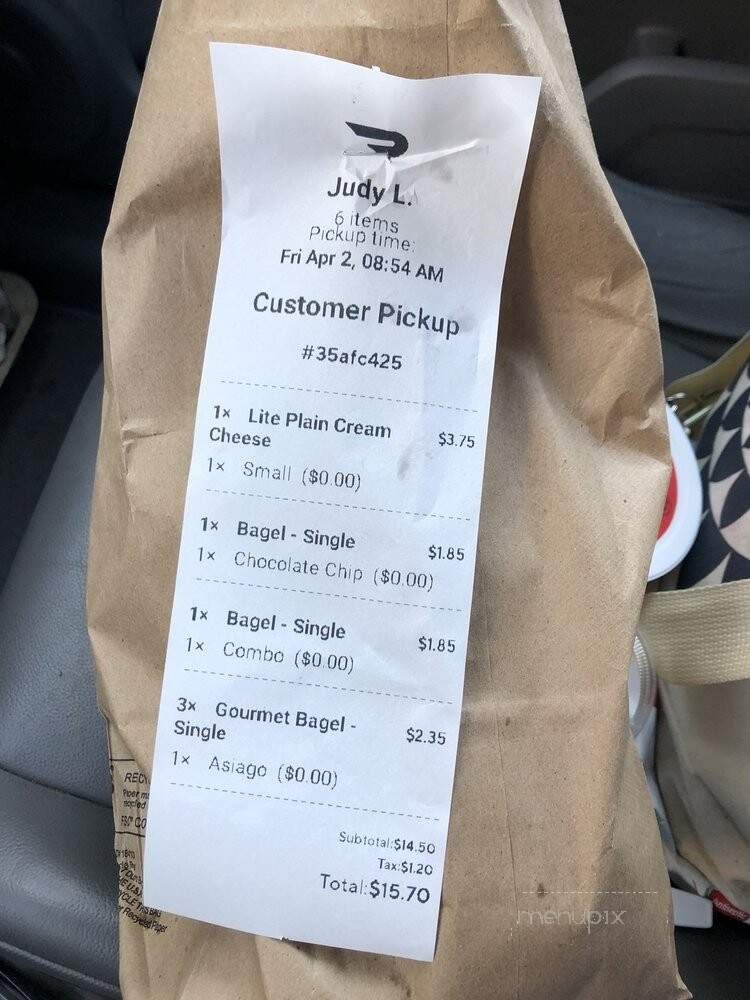 Judy L.
6 items
Pickup time:
Fri Apr 2, 08:54 AM
Customer Pickup
#35afc425
1× Lite Plain Cream $3.75
Cheese
1× Small ($0.00)
1× Bagel - Single $1.85
1× Chocolate Chip ($0.00)
1× Bagel - Single $1.85
1× Combo ($0.00)
3× Gourmet Bagel - $2.35
Single
1× Asiago ($0.00)
Subtotal:$14.50
Tax:$1.20
Total:$15.70
menupix